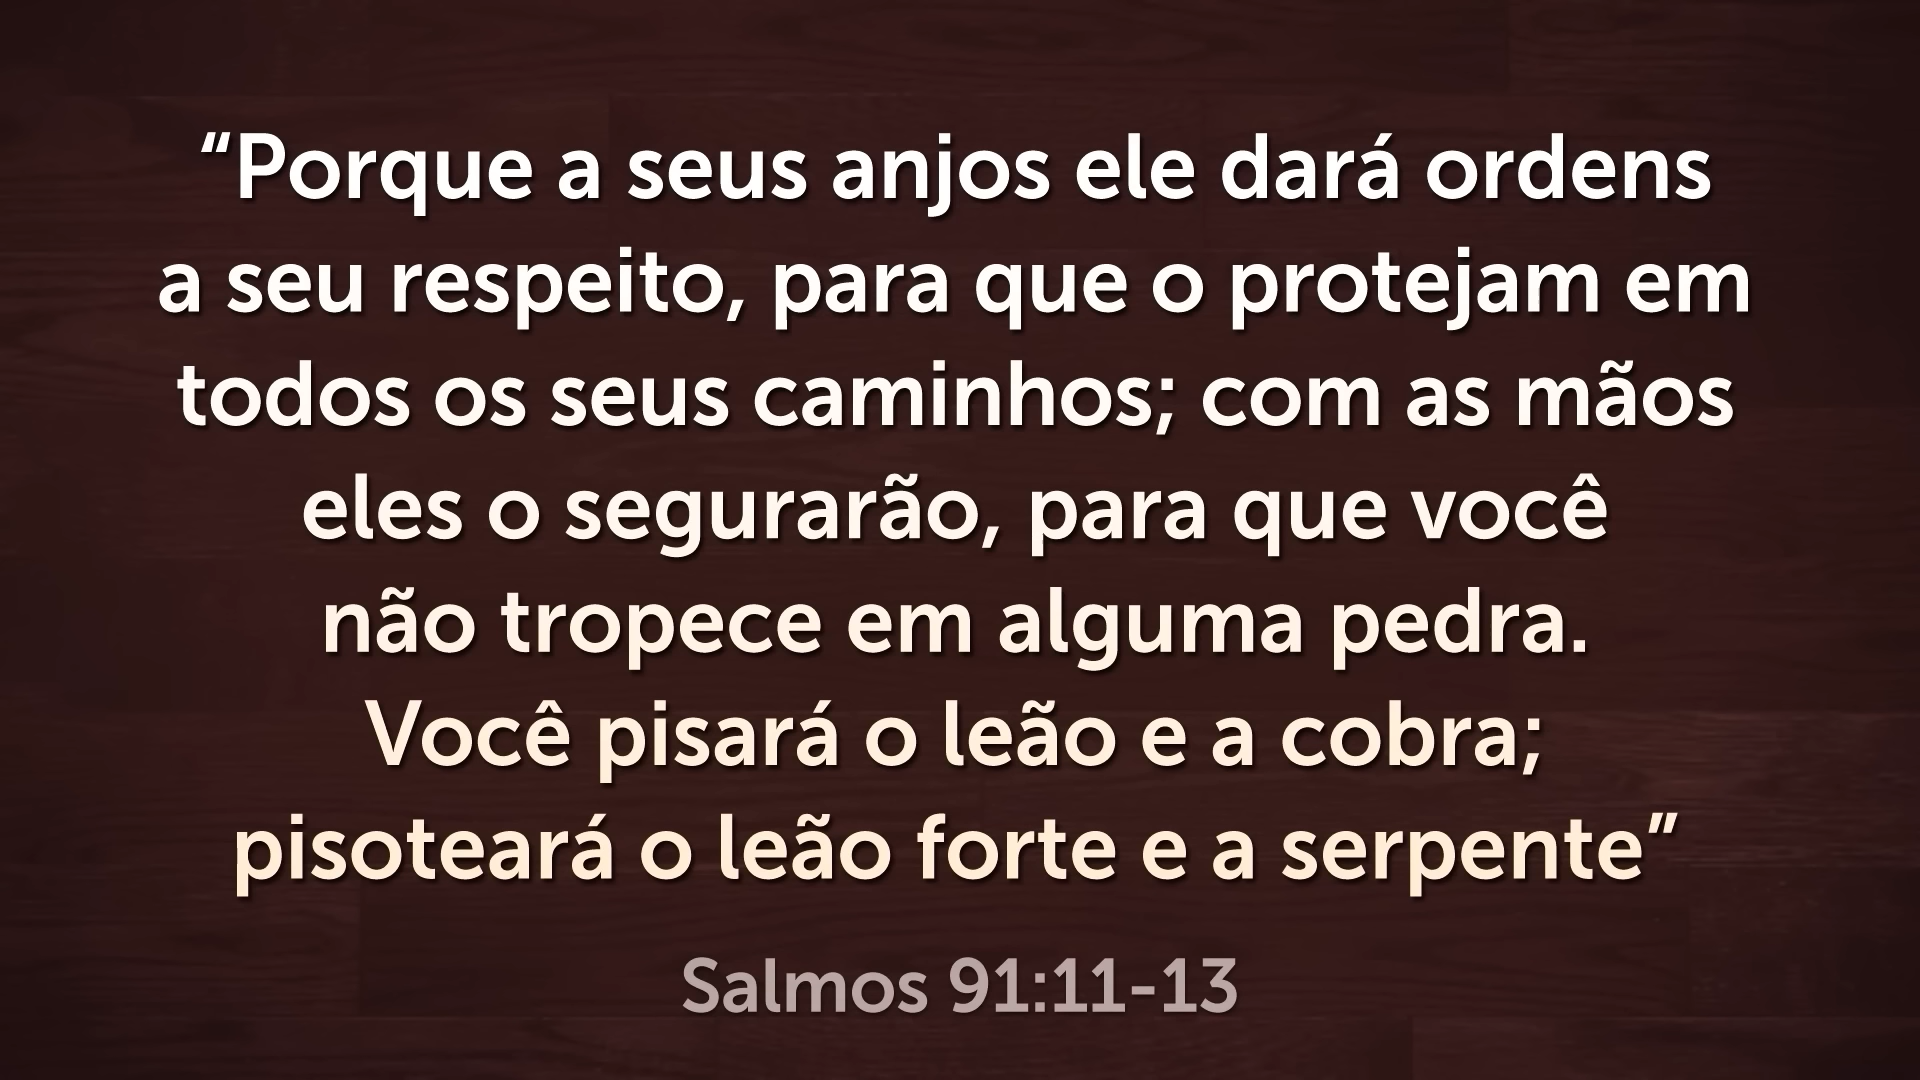 “Porque a seus anjos ele dará ordens
a seu respeito, para que o protejam em
todos os seus caminhos; com as mãos
eles o segurarão, para que você
não tropece em alguma pedra.
Você pisará o leão e a cobra;
pisoteará o leão forte e a serpente”
Salmos 91:11-13